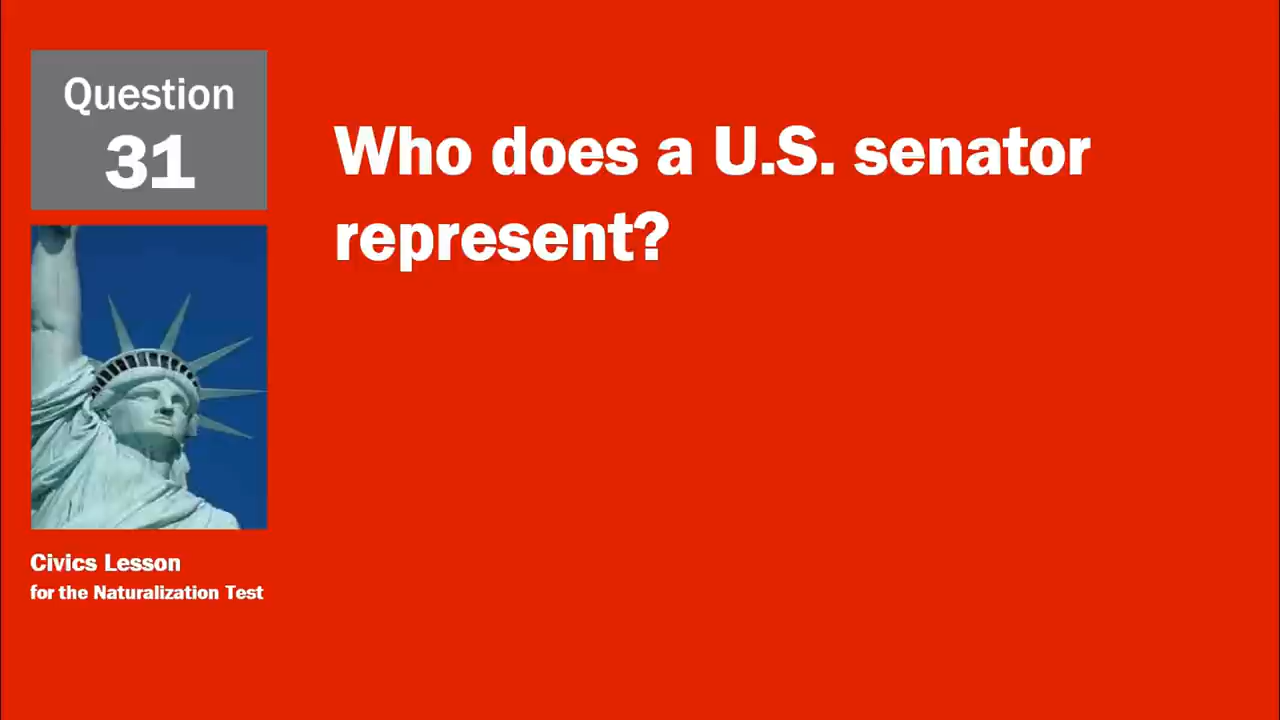 Question
31
Who does a U.S. senator
represent?
Civics Lesson
for the Naturalization Test